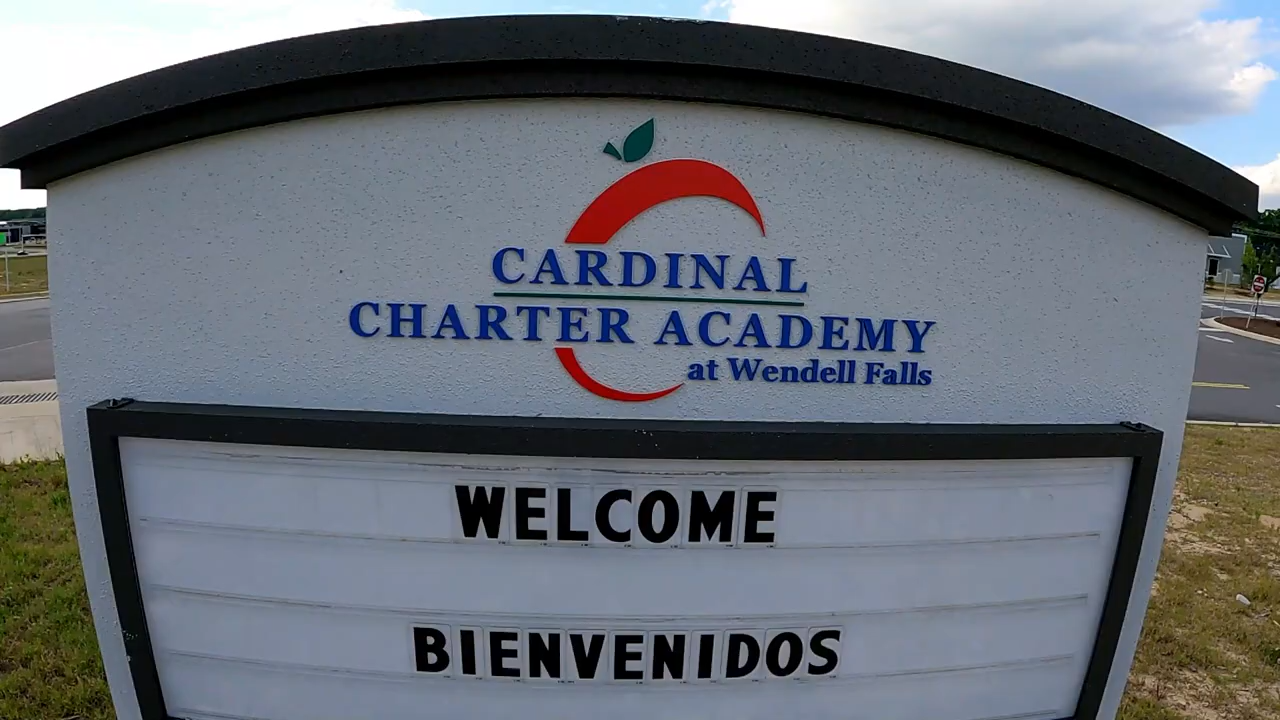 CARDINAL
CHARTER ACADEMY
at Wendell Falls
WELCOME
BIENVENIDOS